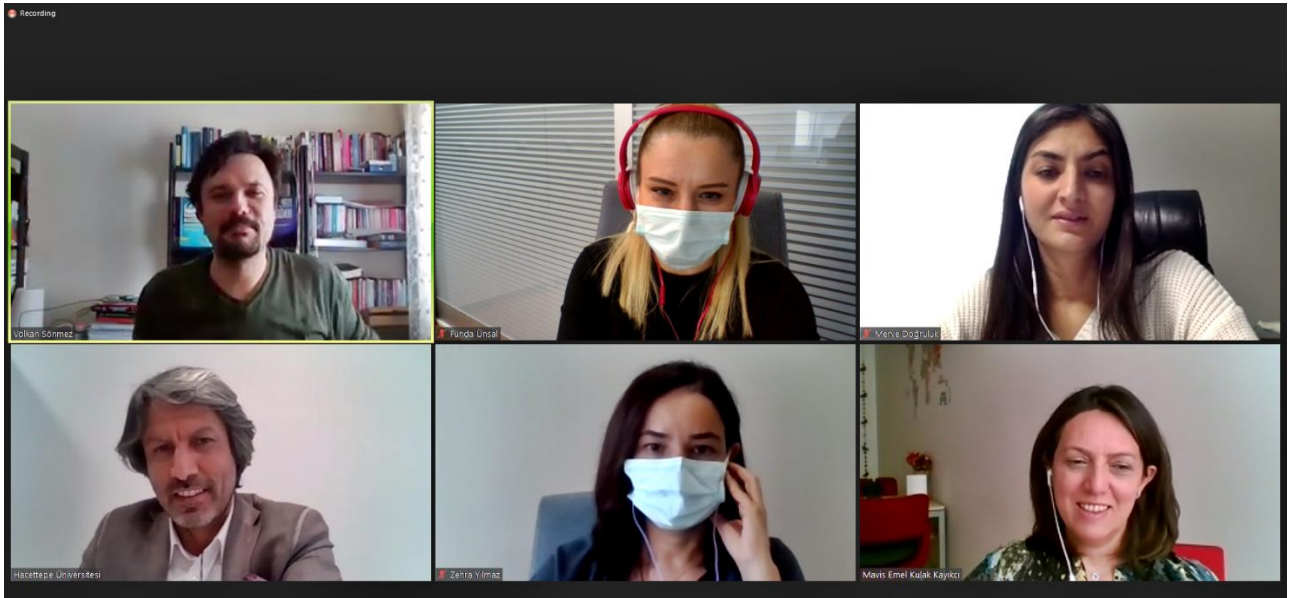 Recording
Volkan Sönmez
Funda Ünsal
Merve Doğruluk
Hacettepe Üniversitesi
Zehra Yılmaz
Mavis Emel Kulak Kayıkcı